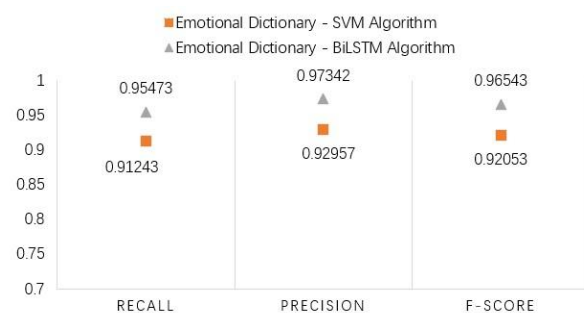 Emotional Dictionary - SVM Algorithm
Emotional Dictionary - BiLSTM Algorithm
1
0.95
0.9
0.85
0.8
0.75
0.7
0.95473
0.97342
0.96543
0.91243
0.92957
0.92053
RECALL
PRECISION
F-SCORE